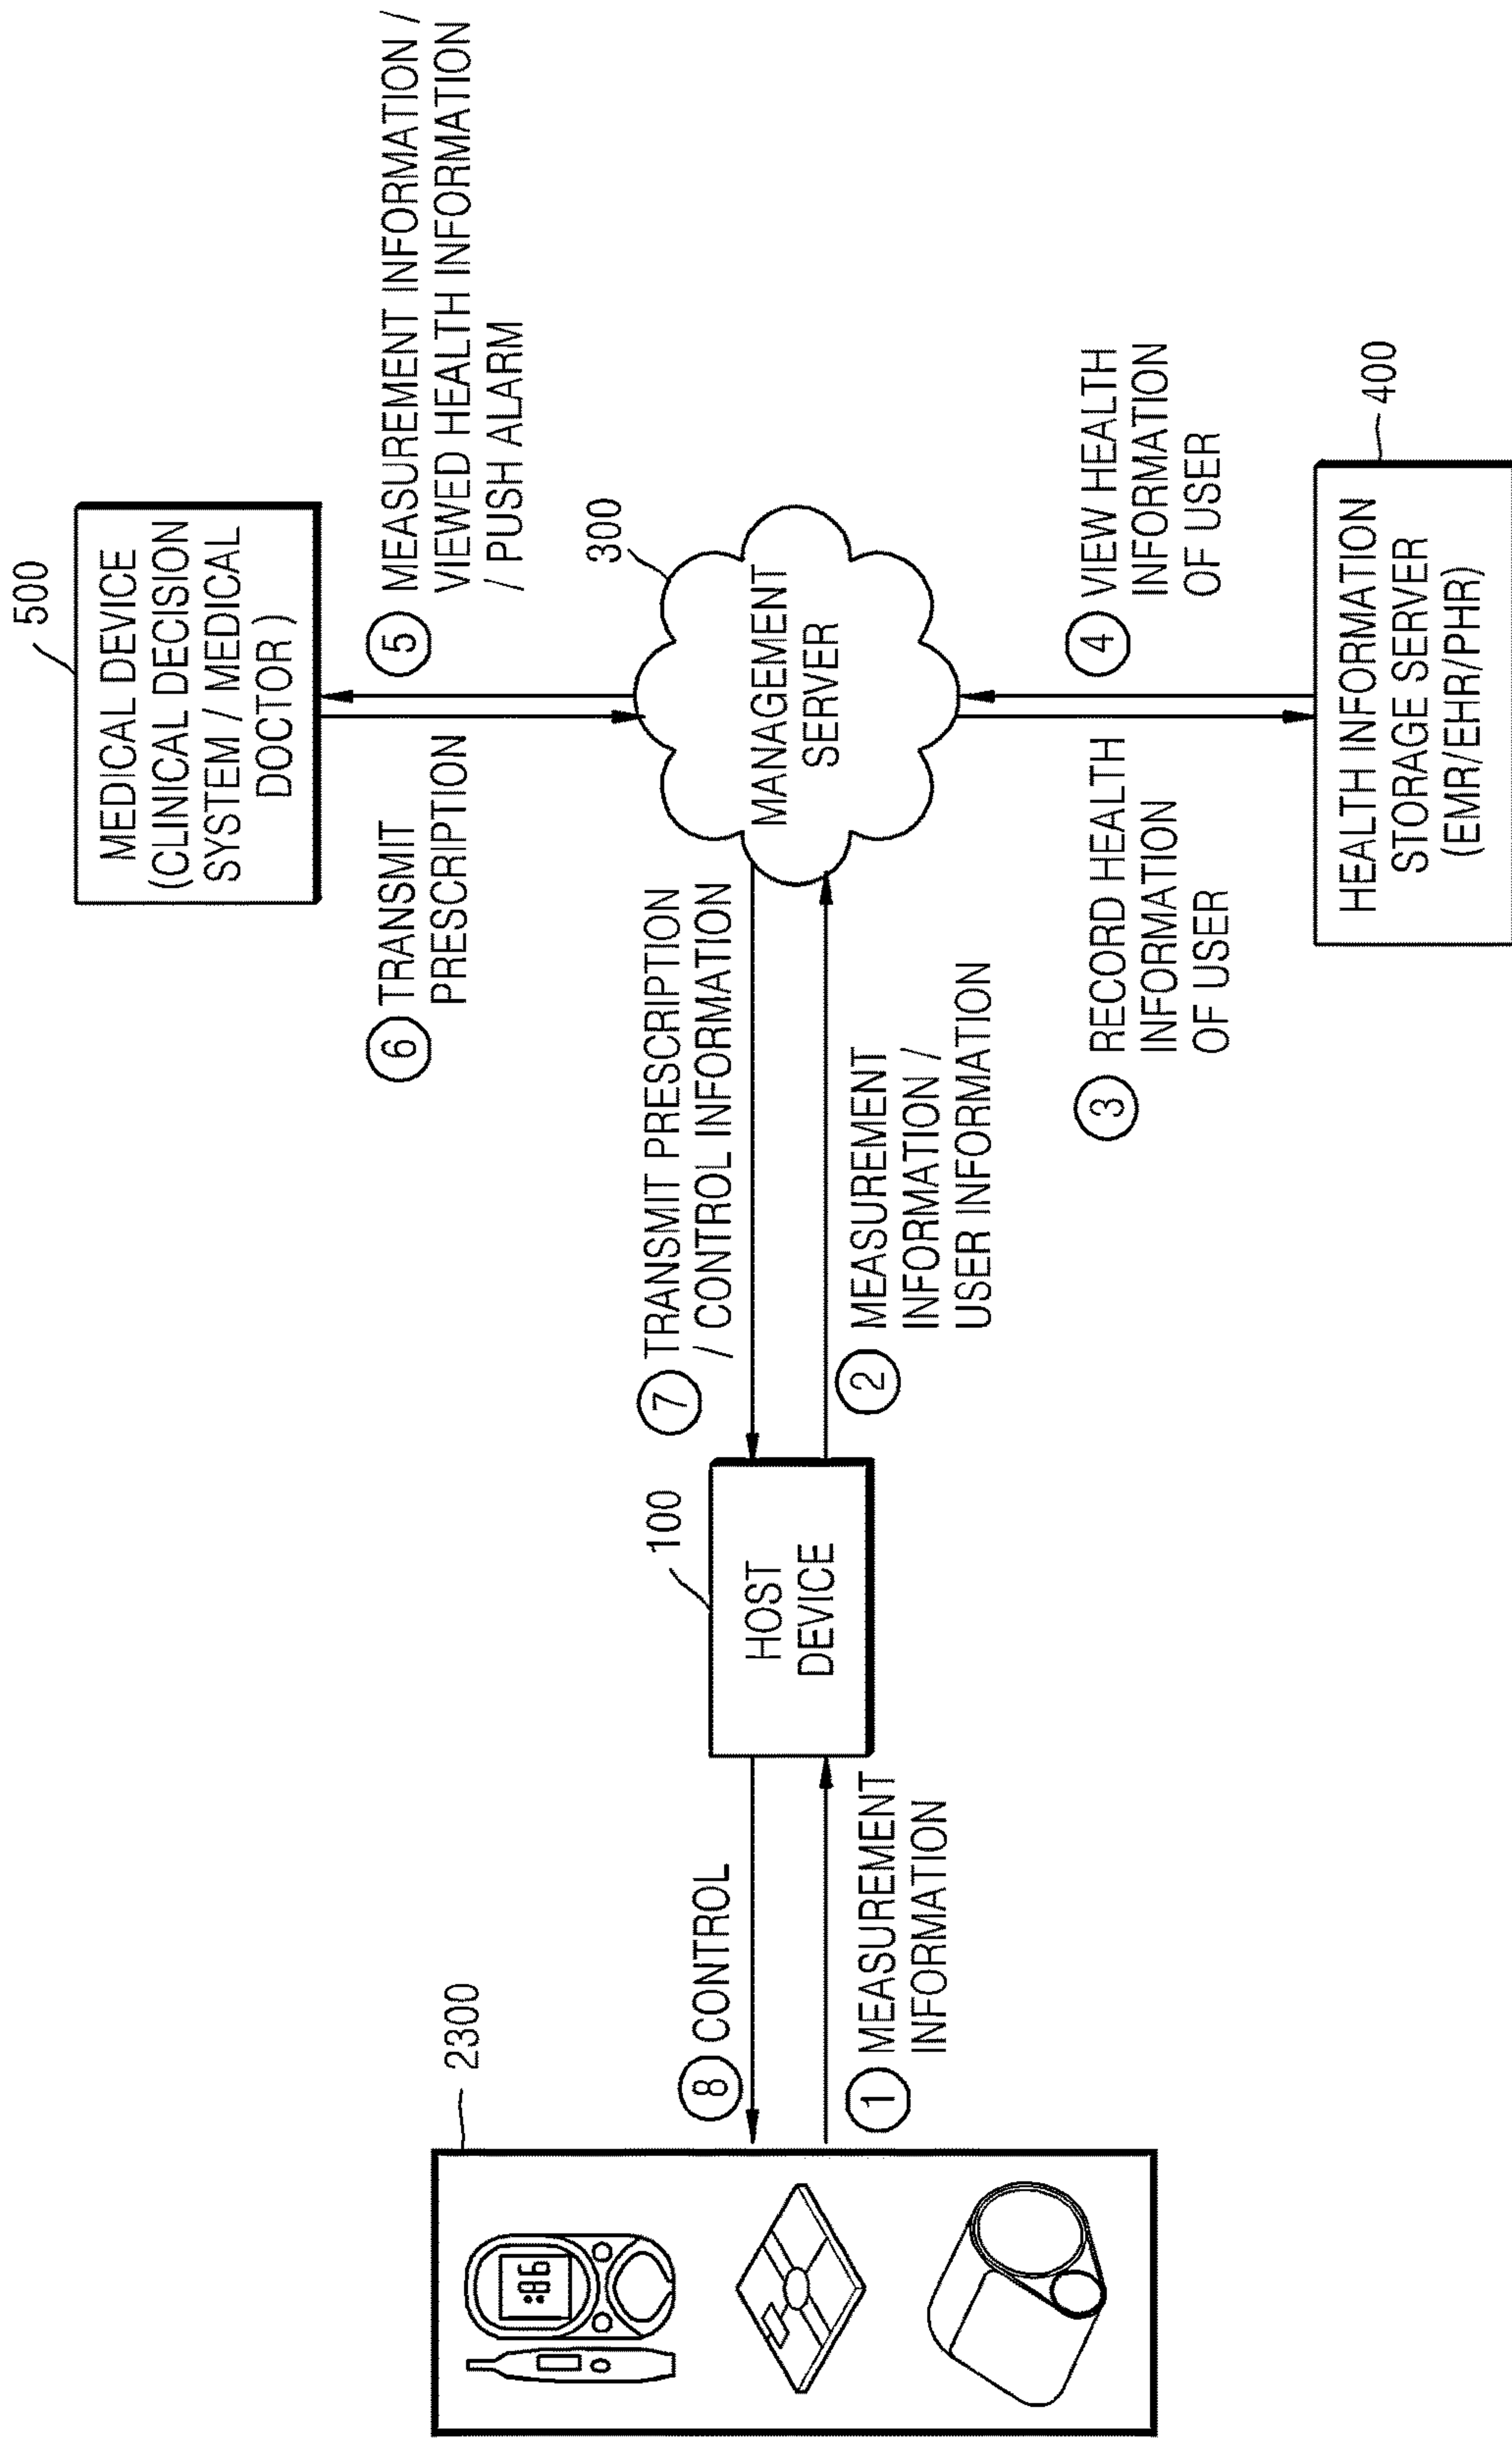 500
MEDICAL DEVICE
(CLINICAL DECISION
SYSTEM / MEDICAL
DOCTOR )
5
MEASUREMENT INFORMATION /
VIEWED HEALTH INFORMATION
/ PUSH ALARM
6
TRANSMIT
PRESCRIPTION
300
MANAGEMENT
SERVER
7
TRANSMIT PRESCRIPTION
/ CONTROL INFORMATION
2
MEASUREMENT
INFORMATION /
USER INFORMATION
100
HOST
DEVICE
8
CONTROL
1
MEASUREMENT
INFORMATION
2300
:86
3
RECORD HEALTH
INFORMATION
OF USER
4
VIEW HEALTH
INFORMATION
OF USER
400
HEALTH INFORMATION
STORAGE SERVER
(EMR/EHR/PHR)